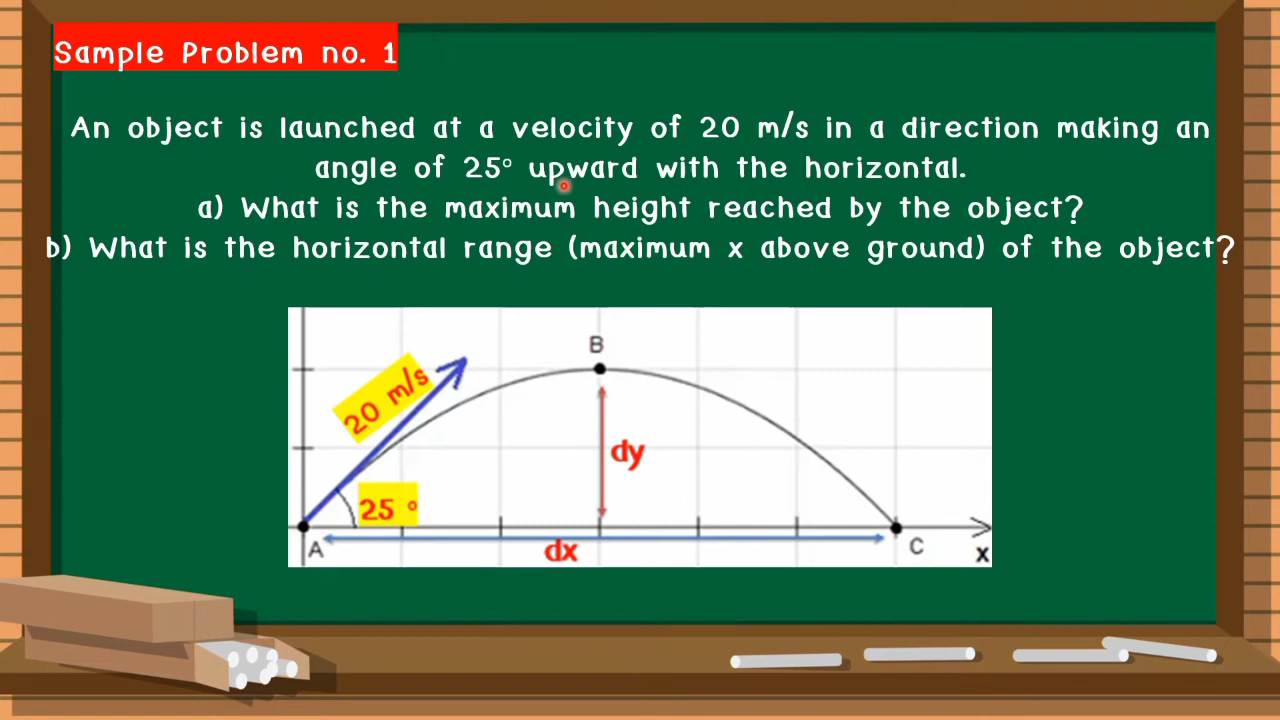 Sample Problem no. 1
An object is launched at a velocity of 20 m/s in a direction making an
angle of 25° upward with the horizontal.
a) What is the maximum height reached by the object?
b) What is the horizontal range (maximum x above ground) of the object?
B
20 m/s
dy
25 °
A
dx
C
x